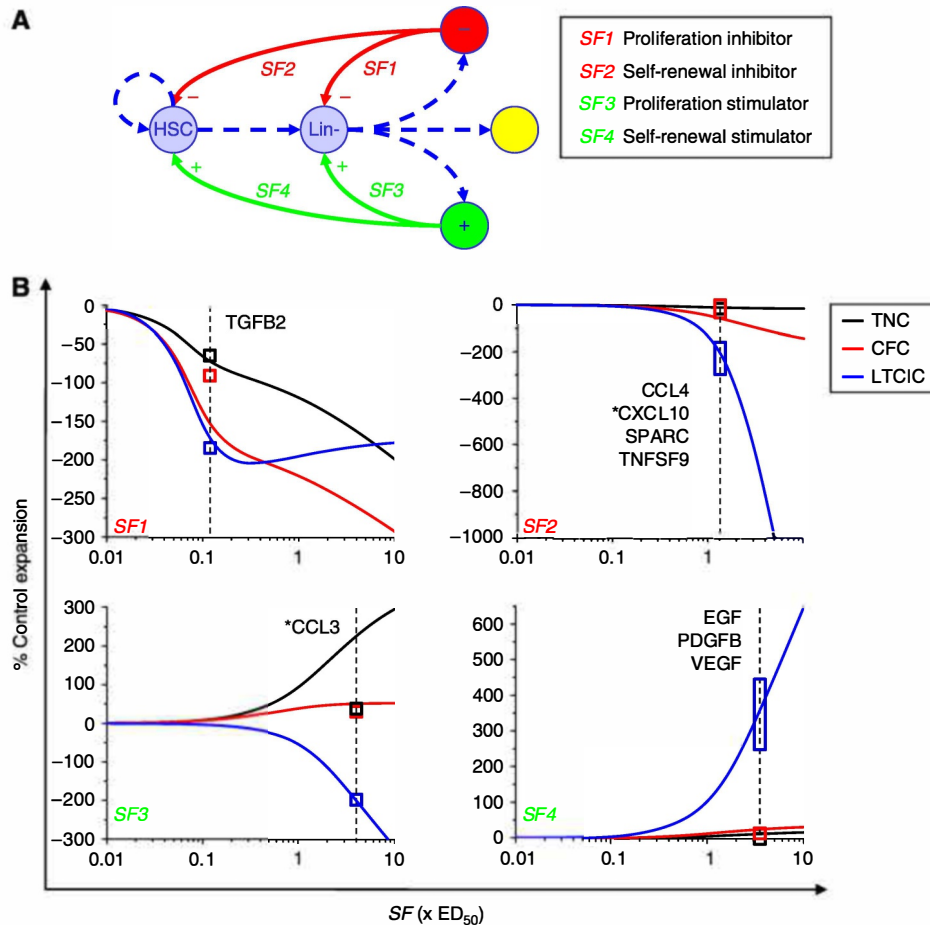 A
SF2
SF1
−
−
−
HSC
Lin-
+
+
SF4
SF3
+
SF1 Proliferation inhibitor
SF2 Self-renewal inhibitor
SF3 Proliferation stimulator
SF4 Self-renewal stimulator
B
% Control expansion
0
−50
−100
−150
−200
−250
−300
TGFB2
SF1
0.01
0.1
1
10
0
−200
−400
−600
−800
−1000
CCL4
*CXCL10
SPARC
TNFSF9
SF2
0.01
0.1
1
10
TNC
CFC
LTCIC
300
200
100
0
−100
−200
−300
*CCL3
SF3
0.01
0.1
1
10
600
500
400
300
200
100
0
EGF
PDGFB
VEGF
SF4
0.01
0.1
1
10
SF (x ED50)